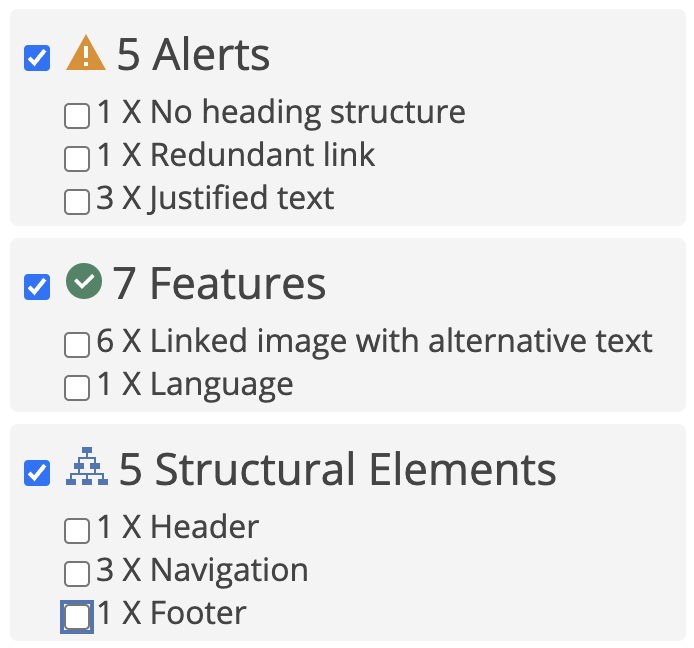 5 Alerts
1 X No heading structure
1 X Redundant link
3 X Justified text
7 Features
6 X Linked image with alternative text
1 X Language
5 Structural Elements
1 X Header
3 X Navigation
1 X Footer